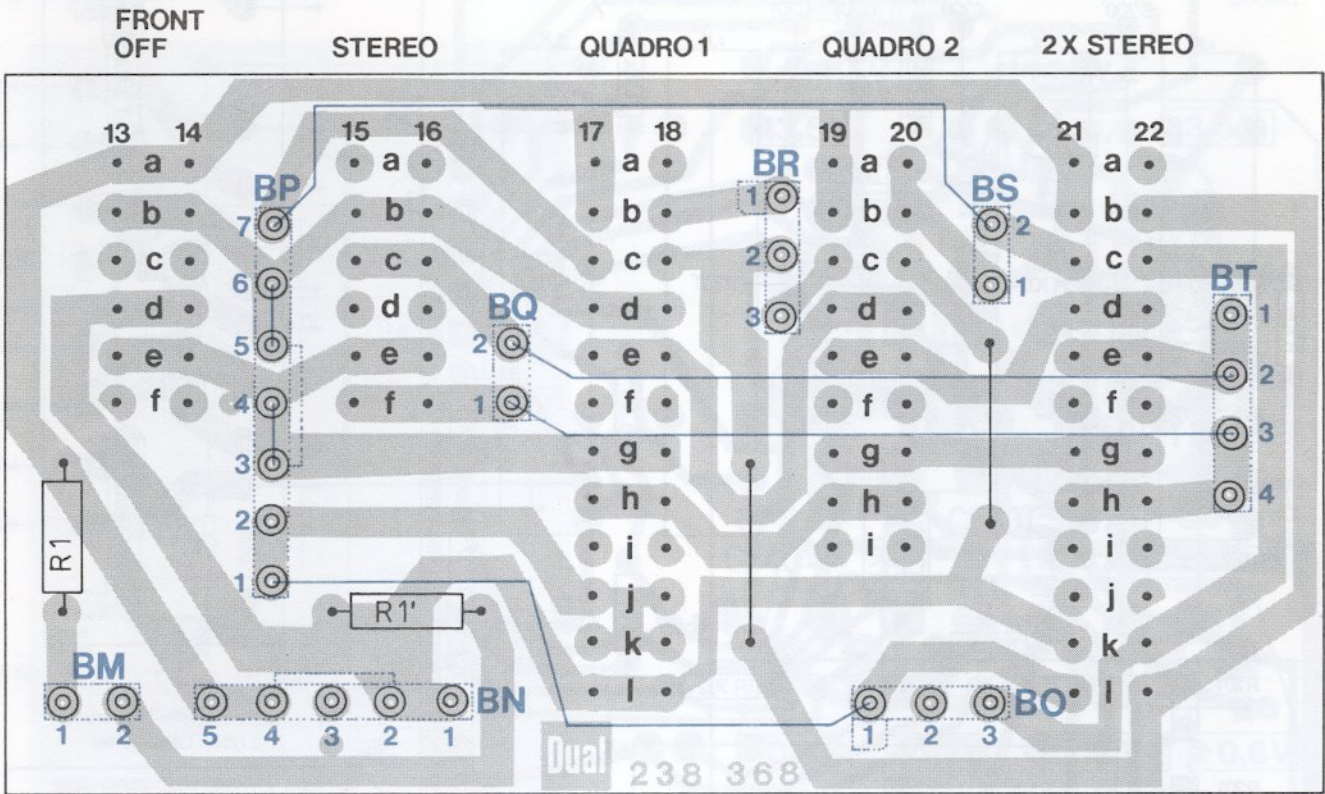 FRONT
OFF STEREO QUADRO 1 QUADRO 2 2 X STEREO
13 14 15 16 17 18 19 20 21 22
a a a a a
BP BR BS
7 1 2
b b b b b
6 2 1
c c c c c
BQ BT
5 2 3 1
d d d d d
e e e e e
2
4 1
f f f f
3 3
g g g
4
2 h h h
i i i
1
R1 R1' j j
k k
BM BN BO
l l
1 2 5 4 3 2 1 1 2 3
Dual 238 368